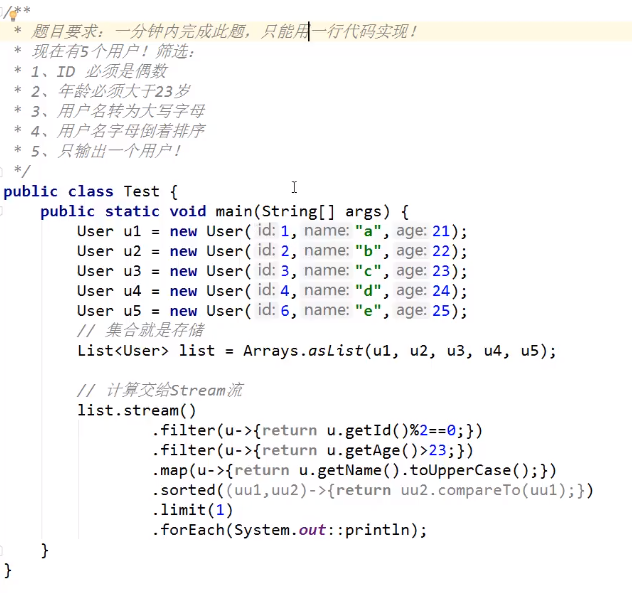 /**
* 题目要求：一分钟内完成此题，只能用一行代码实现！
* 现在有5个用户！筛选：
* 1、ID 必须是偶数
* 2、年龄必须大于23岁
* 3、用户名转为大写字母
* 4、用户名字母倒着排序
* 5、只输出一个用户！
*/
public class Test {
public static void main(String[] args) {
User u1 = new User( id: 1, name: "a", age: 21);
User u2 = new User( id: 2, name: "b", age: 22);
User u3 = new User( id: 3, name: "c", age: 23);
User u4 = new User( id: 4, name: "d", age: 24);
User u5 = new User( id: 6, name: "e", age: 25);
// 集合就是存储
List<User> list = Arrays.asList(u1, u2, u3, u4, u5);
// 计算交给Stream流
list.stream()
.filter(u->{return u.getId()%2==0;})
.filter(u->{return u.getAge()>23;})
.map(u->{return u.getName().toUpperCase();})
.sorted((uu1,uu2)->{return uu2.compareTo(uu1);})
.limit(1)
.forEach(System.out::println);
}
}